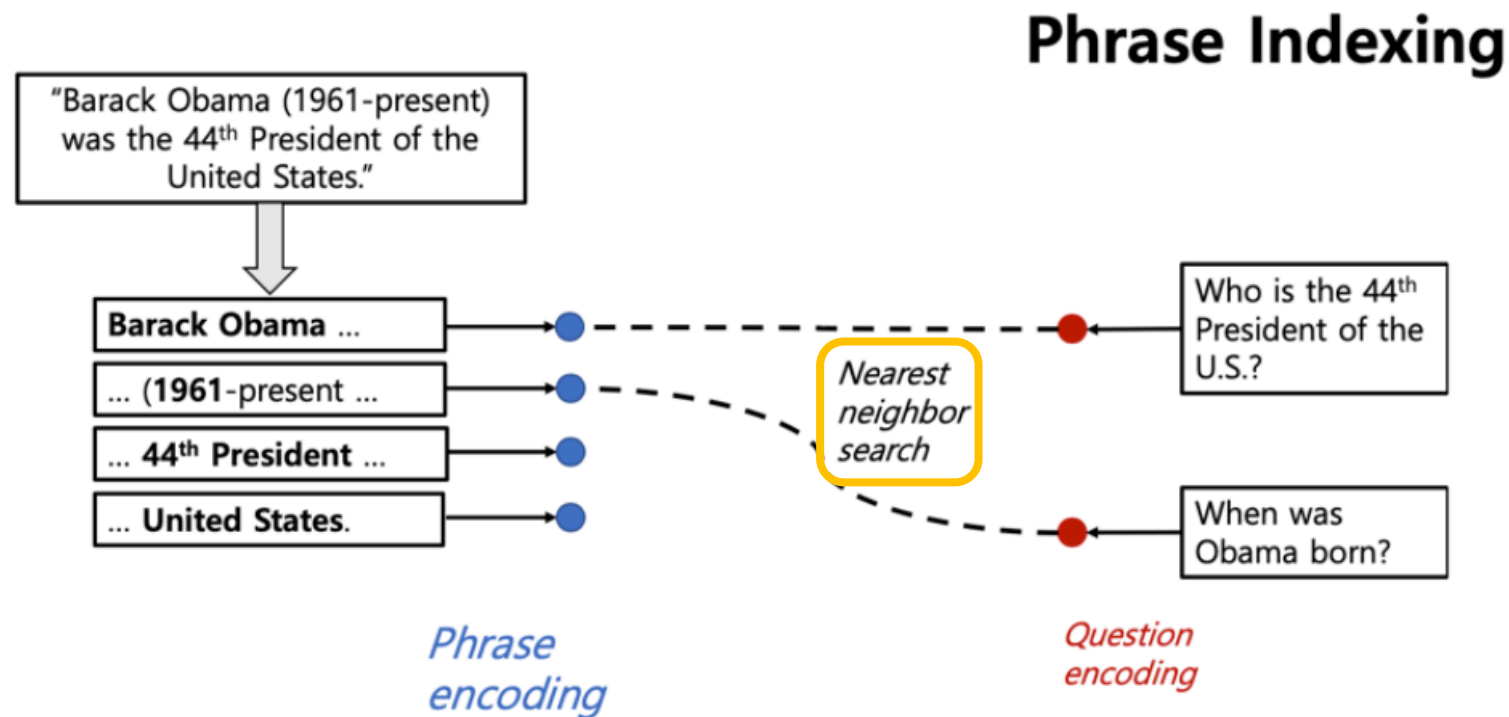 Phrase Indexing
"Barack Obama (1961-present)
was the 44th President of the
United States."
Barack Obama ...
... (1961-present ...
... 44th President ...
... United States.
Nearest
neighbor
search
Who is the 44th
President of the
U.S.?
When was
Obama born?
Phrase
encoding
Question
encoding